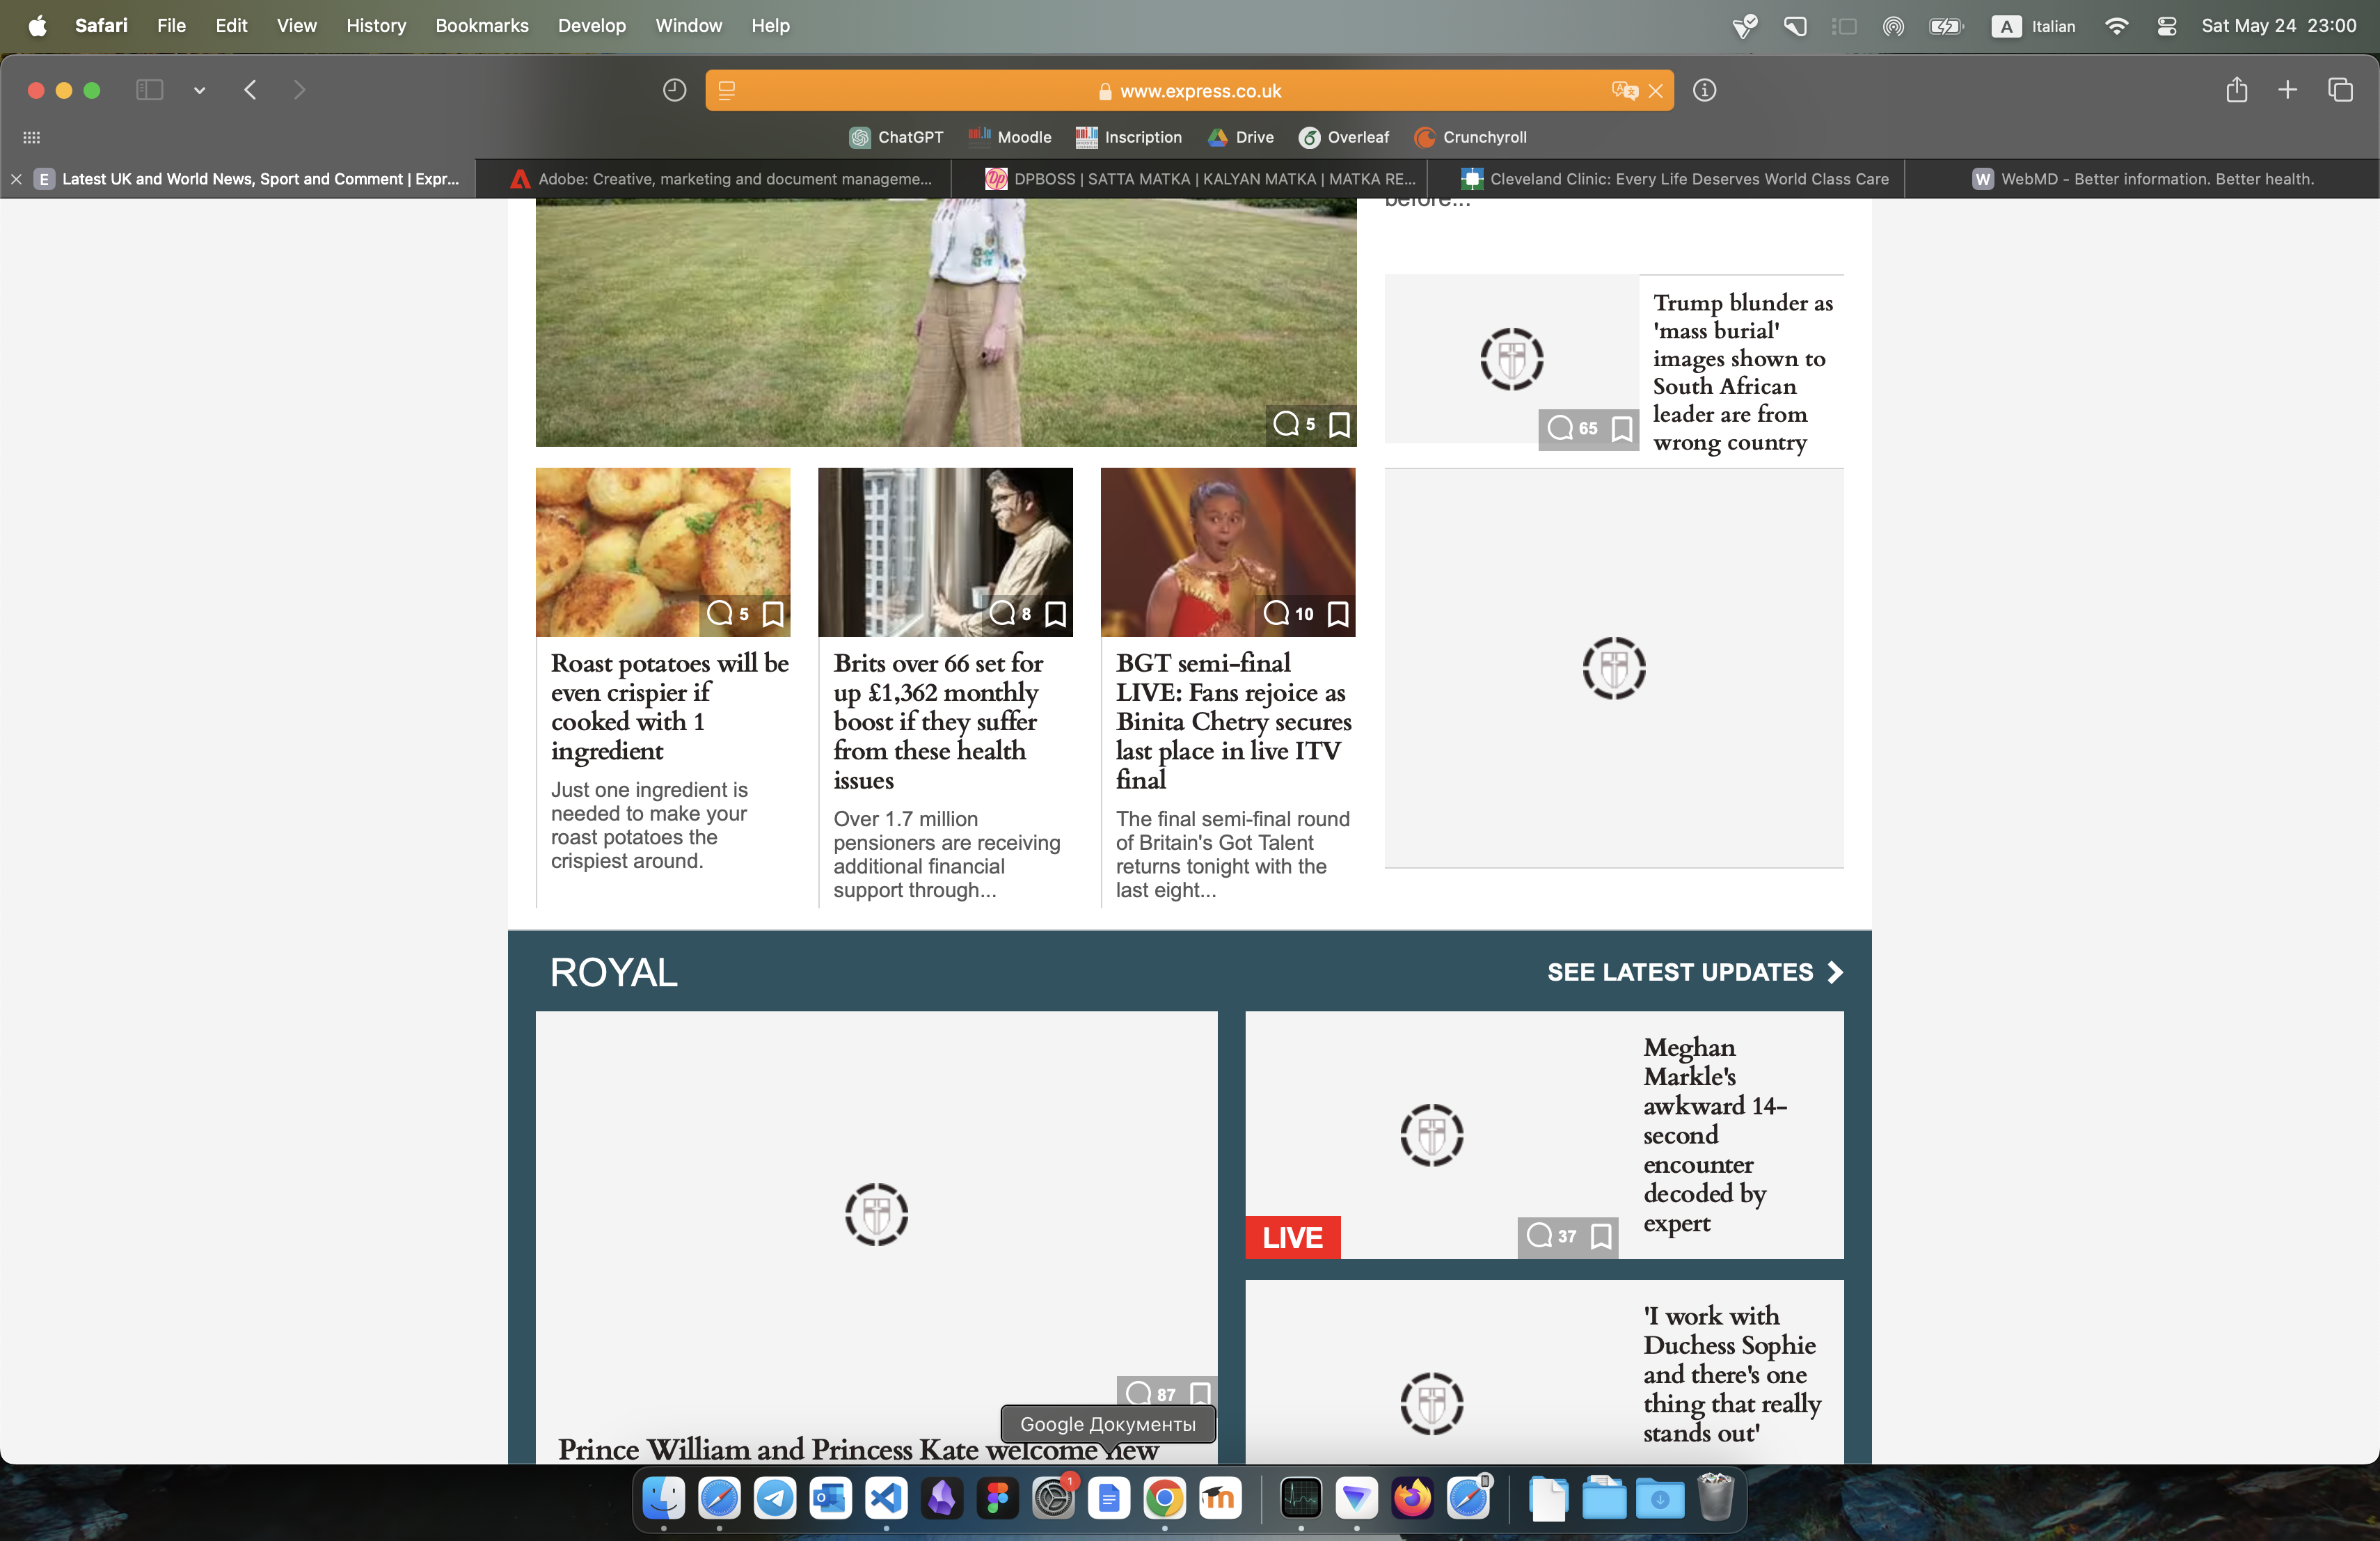 Safari File Edit View History Bookmarks Develop Window Help
A Italian Sat May 24 23:00
www.express.co.uk
ChatGPT Moodle Inscription Drive Overleaf Crunchyroll
E Latest UK and World News, Sport and Comment | Expr...
Adobe: Creative, marketing and document manageme...
DPBOSS | SATTA MATKA | KALYAN MATKA | MATKA RE...
Cleveland Clinic: Every Life Deserves World Class Care
W WebMD - Better information. Better health.
before...
5
65
Trump blunder as
'mass burial'
images shown to
South African
leader are from
wrong country
5
Roast potatoes will be
even crispier if
cooked with 1
ingredient
Just one ingredient is
needed to make your
roast potatoes the
crispiest around.
8
Brits over 66 set for
up £1,362 monthly
boost if they suffer
from these health
issues
Over 1.7 million
pensioners are receiving
additional financial
support through...
10
BGT semi-final
LIVE: Fans rejoice as
Binita Chetry secures
last place in live ITV
final
The final semi-final round
of Britain's Got Talent
returns tonight with the
last eight...
ROYAL
SEE LATEST UPDATES
87
Prince William and Princess Kate welcome new
LIVE
37
Meghan
Markle's
awkward 14-
second
encounter
decoded by
expert
'I work with
Duchess Sophie
and there's one
thing that really
stands out'
Google Документы
1